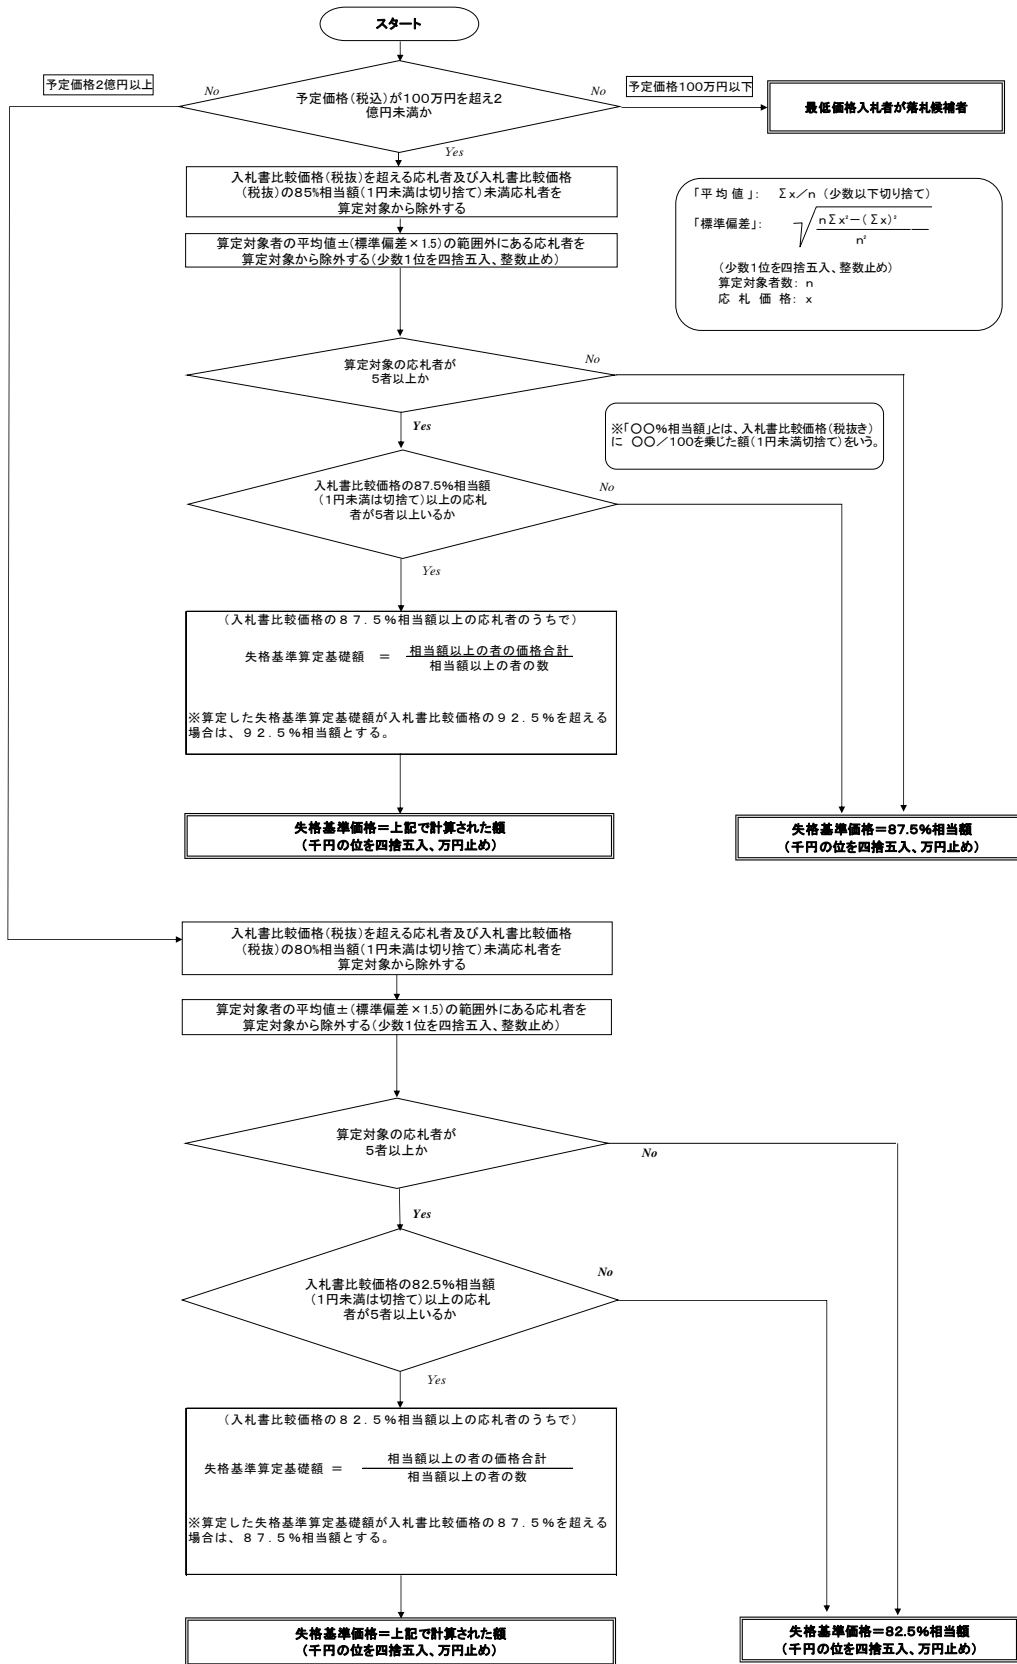 スタート
予定価格2億円以上
No
予定価格(税込)が100万円を超え2
億円未満か
No
予定価格100万円以下
最低価格入札者が落札候補者
Yes
入札書比較価格(税抜)を超える応札者及び入札書比較価格
(税抜)の85%相当額(1円未満は切り捨て)未満応札者を
算定対象から除外する
「平均値」: Σx/n (少数以下切り捨て)
「標準偏差」: √ nΣx²-(Σx)²
n²
(少数1位を四捨五入、整数止め)
算定対象者数: n
応札価格: x
算定対象者の平均値±(標準偏差×1.5)の範囲外にある応札者を
算定対象から除外する(少数1位を四捨五入、整数止め)
算定対象の応札者が
5者以上か
No
Yes
※「○○%相当額」とは、入札書比較価格(税抜き)
に ○○/100を乗じた額(1円未満切捨て)をいう。
入札書比較価格の87.5%相当額
(1円未満は切捨て)以上の応札
者が5者以上いるか
No
Yes
(入札書比較価格の87.5%相当額以上の応札者のうちで)
失格基準算定基礎額 = 相当額以上の者の価格合計
相当額以上の者の数
※算定した失格基準算定基礎額が入札書比較価格の92.5%を超える
場合は、92.5%相当額とする。
失格基準価格=上記で計算された額
(千円の位を四捨五入、万円止め)
失格基準価格=87.5%相当額
(千円の位を四捨五入、万円止め)
入札書比較価格(税抜)を超える応札者及び入札書比較価格
(税抜)の80%相当額(1円未満は切り捨て)未満応札者を
算定対象から除外する
算定対象者の平均値±(標準偏差×1.5)の範囲外にある応札者を
算定対象から除外する(少数1位を四捨五入、整数止め)
算定対象の応札者が
5者以上か
No
Yes
入札書比較価格の82.5%相当額
(1円未満は切捨て)以上の応札
者が5者以上いるか
No
Yes
(入札書比較価格の82.5%相当額以上の応札者のうちで)
失格基準算定基礎額 = 相当額以上の者の価格合計
相当額以上の者の数
※算定した失格基準算定基礎額が入札書比較価格の87.5%を超える
場合は、87.5%相当額とする。
失格基準価格=上記で計算された額
(千円の位を四捨五入、万円止め)
失格基準価格=82.5%相当額
(千円の位を四捨五入、万円止め)